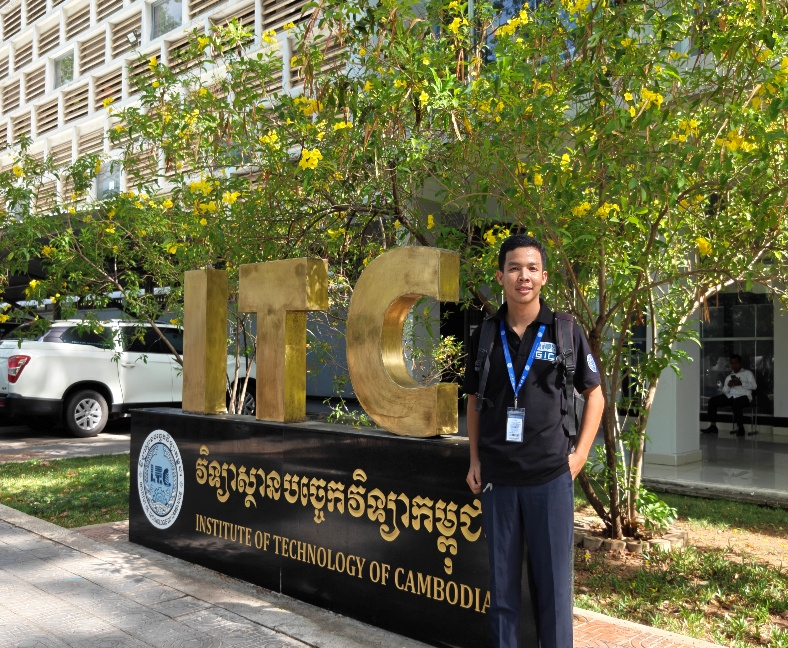 ITC
វិទ្យាស្ថានបច្ចេកវិទ្យាកម្ពុជា
INSTITUTE OF TECHNOLOGY OF CAMBODIA
I.T.C
GIC